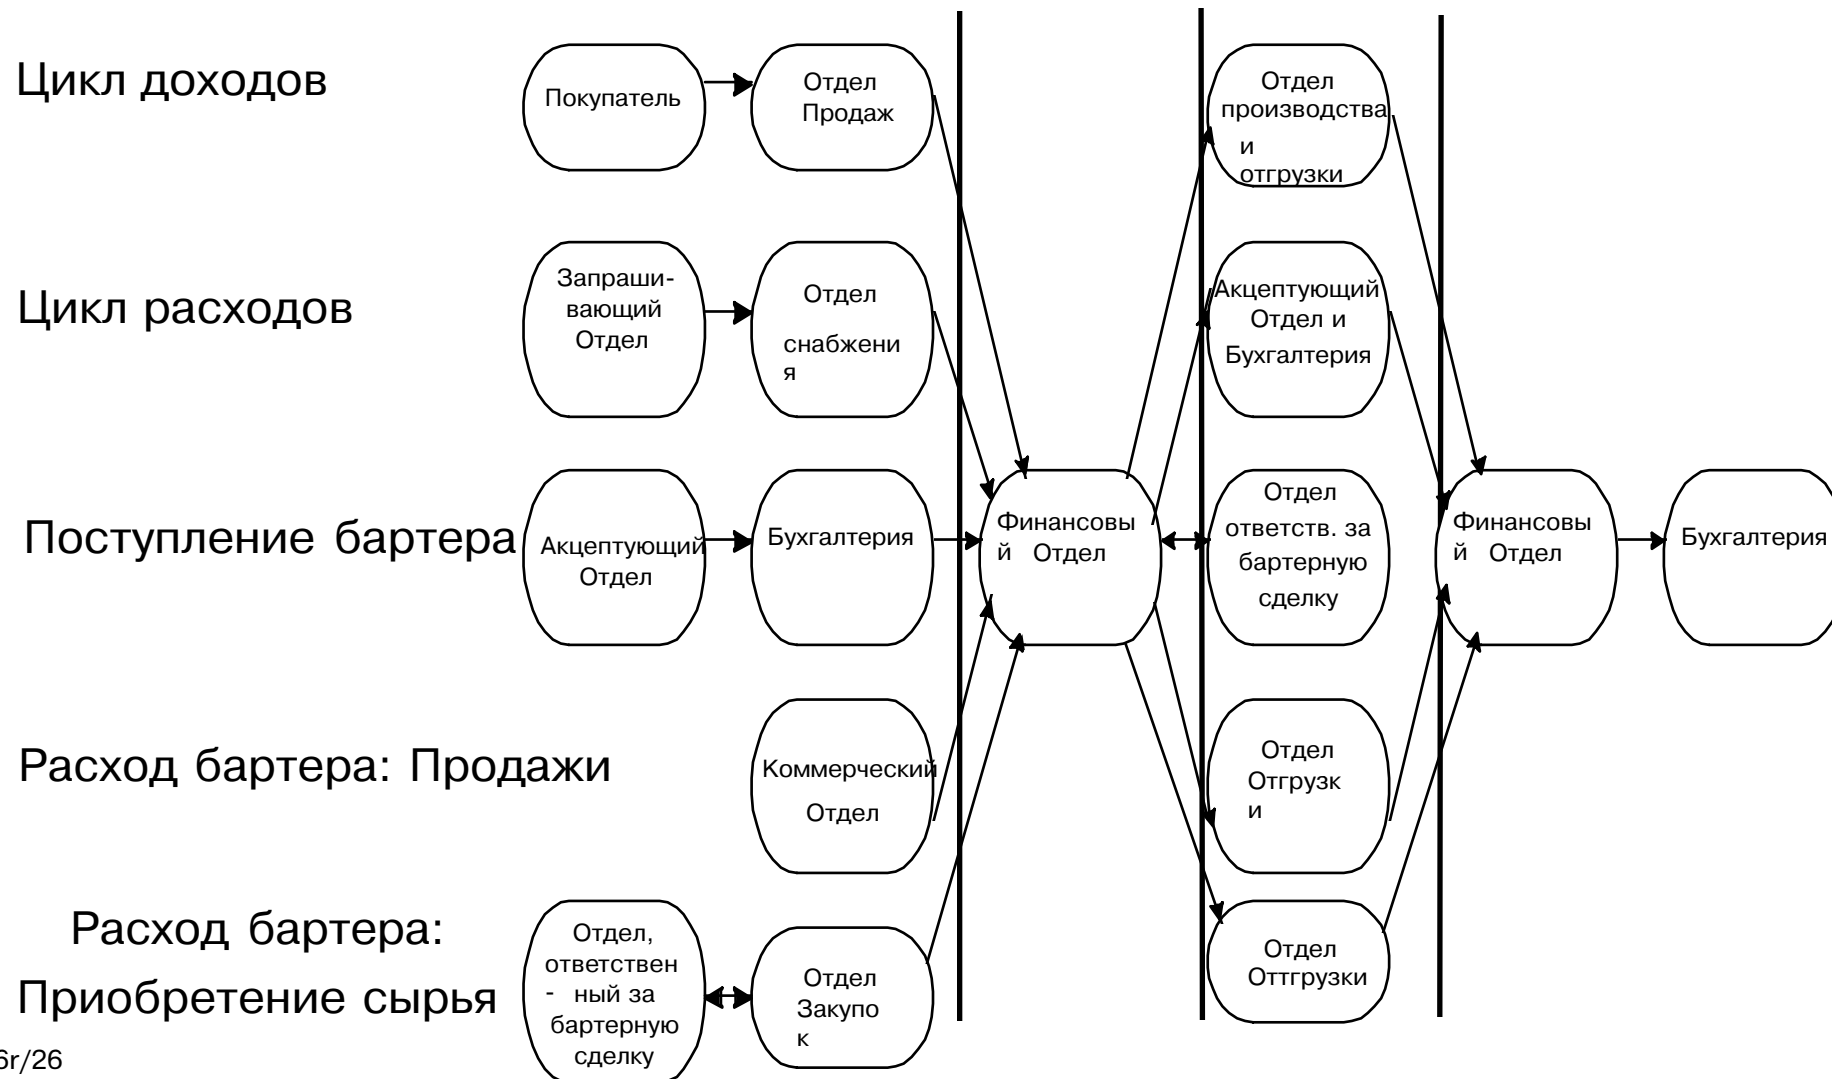 Цикл доходов
Покупатель
Отдел
Продаж
Отдел
производства
и
отгрузки
Цикл расходов
Запраши-
вающий
Отдел
Отдел
снабжени
я
Акцептующий
Отдел и
Бухгалтерия
Поступление бартера
Акцептующий
Отдел
Бухгалтерия
Финансовы
й Отдел
Отдел
ответств. за
бартерную
сделку
Финансовы
й Отдел
Бухгалтерия
Расход бартера: Продажи
Коммерческий
Отдел
Отдел
Отгрузк
и
Расход бартера:
Приобретение сырья
Отдел,
ответствен
- ный за
бартерную
сделку
Отдел
Закупо
к
Отдел
Оттгрузки
6r/26